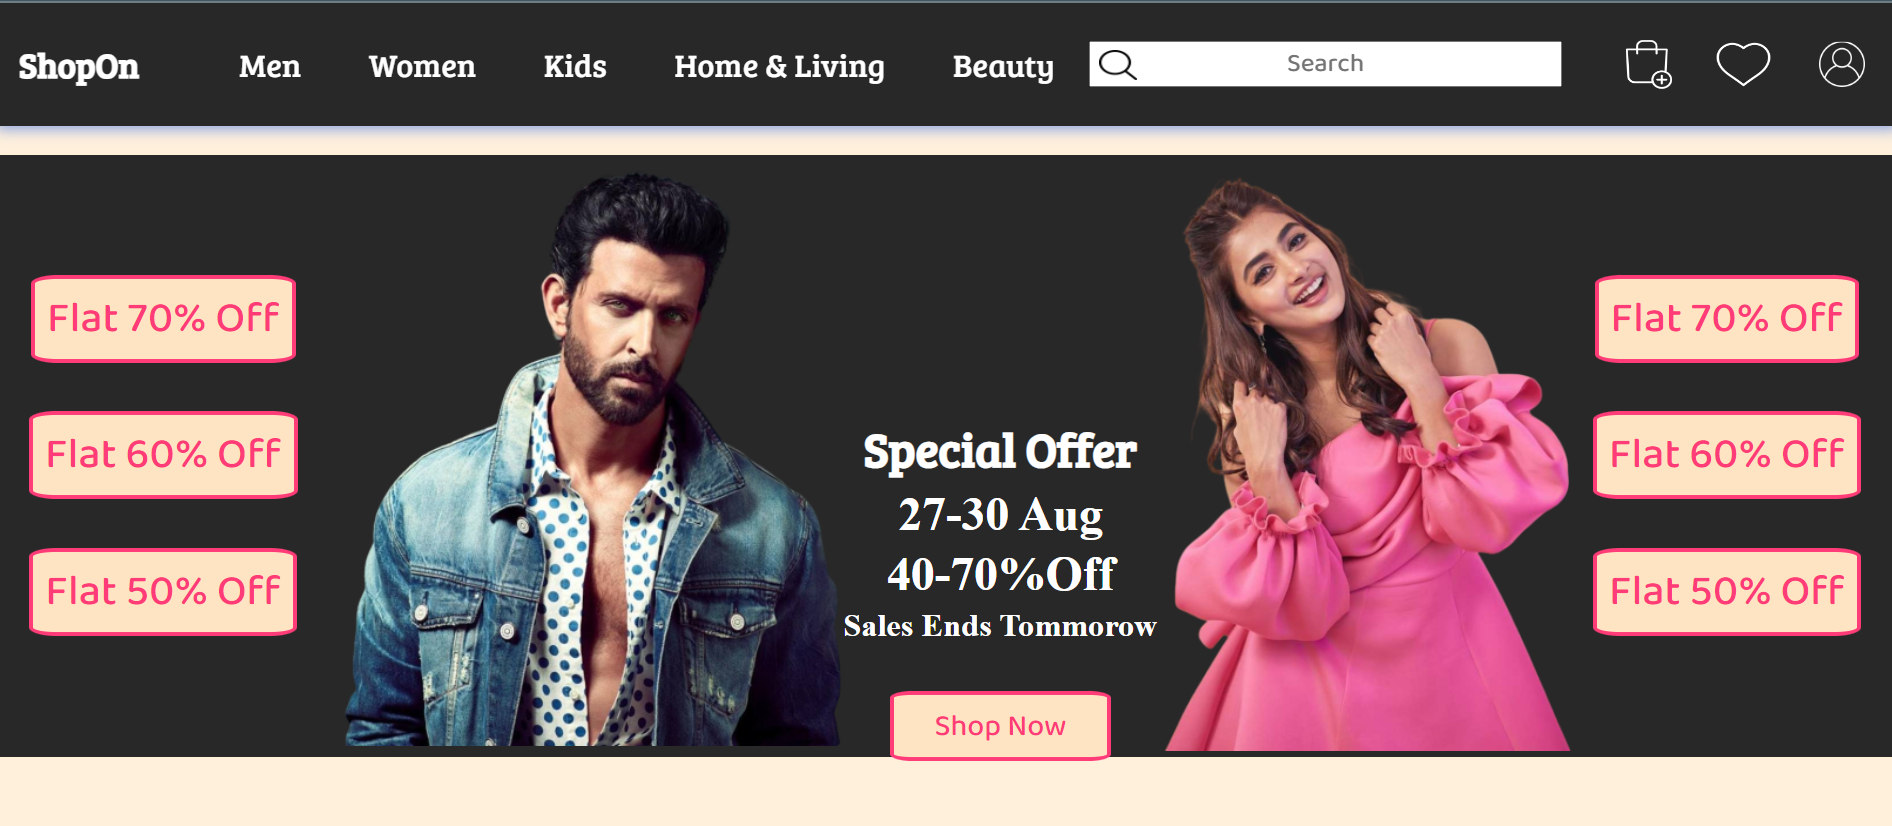 ShopOn
Men
Women
Kids
Home & Living
Beauty
Search
Flat 70% Off
Flat 60% Off
Flat 50% Off
Special Offer
27-30 Aug
40-70%Off
Sales Ends Tommorow
Shop Now
Flat 70% Off
Flat 60% Off
Flat 50% Off